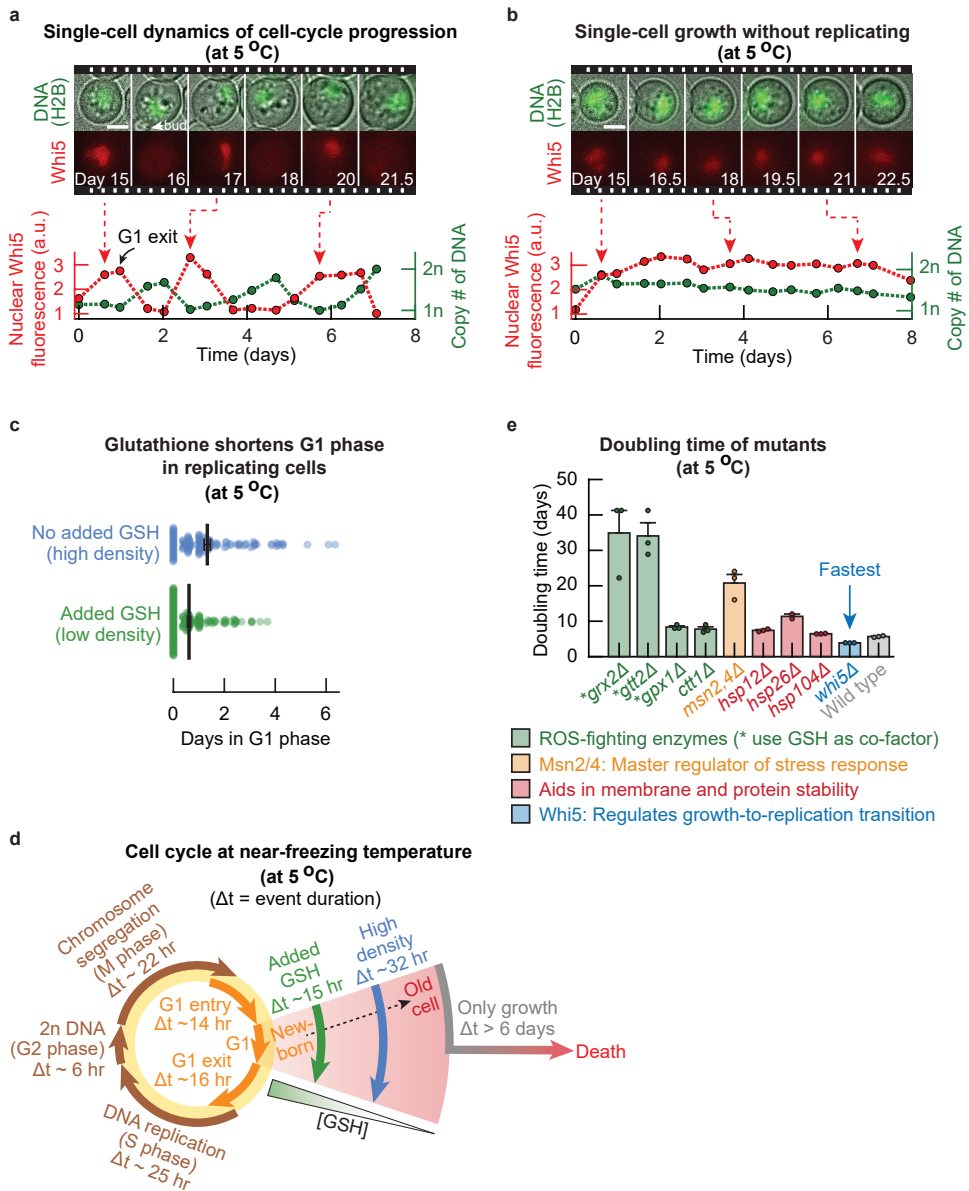 a
Single-cell dynamics of cell-cycle progression
(at 5 ºC)
DNA
(H2B)
bud
Whi5
Day 15
16
17
18
20
21.5
G1 exit
Nuclear Whi5
fluorescence (a.u.)
3
2
1
2n
1n
Copy # of DNA
0 2 4 6 8
Time (days)
b
Single-cell growth without replicating
(at 5 ºC)
DNA
(H2B)
Whi5
Day 15
16.5
18
19.5
21
22.5
Nuclear Whi5
fluorescence (a.u.)
3
2
1
2n
1n
Copy # of DNA
0 2 4 6 8
Time (days)
c
Glutathione shortens G1 phase
in replicating cells
(at 5 ºC)
No added GSH
(high density)
Added GSH
(low density)
0 2 4 6
Days in G1 phase
e
Doubling time of mutants
(at 5 ºC)
Doubling time (days)
50
40
30
20
10
0
Fastest
*grx2Δ
*gtt2Δ
*gpx1Δ
ctt1Δ
msn2,4Δ
hsp12Δ
hsp26Δ
hsp104Δ
whi5Δ
Wild type
ROS-fighting enzymes (* use GSH as co-factor)
Msn2/4: Master regulator of stress response
Aids in membrane and protein stability
Whi5: Regulates growth-to-replication transition
d
Cell cycle at near-freezing temperature
(at 5 ºC)
(Δt = event duration)
Chromosome
segregation
(M phase)
Δt ~ 22 hr
2n DNA
(G2 phase)
Δt ~ 6 hr
DNA replication
(S phase)
Δt ~ 25 hr
G1 entry
Δt ~14 hr
G1
G1 exit
Δt ~16 hr
New-
born
Added
GSH
Δt ~15 hr
High
density
Δt ~32 hr
Old
cell
Only growth
Δt > 6 days
Death
[GSH]